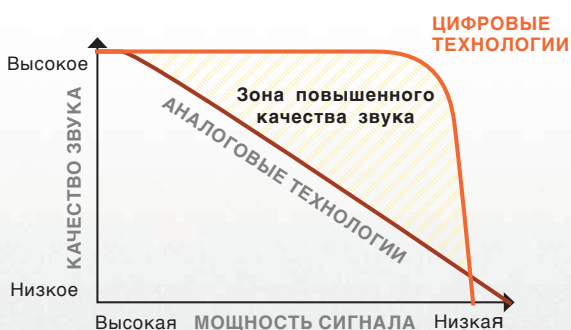 ЦИФРОВЫЕ
ТЕХНОЛОГИИ
Высокое
Зона повышенного
качества звука
АНАЛОГОВЫЕ ТЕХНОЛОГИИ
КАЧЕСТВО ЗВУКА
Низкое
Высокая МОЩНОСТЬ СИГНАЛА Низкая